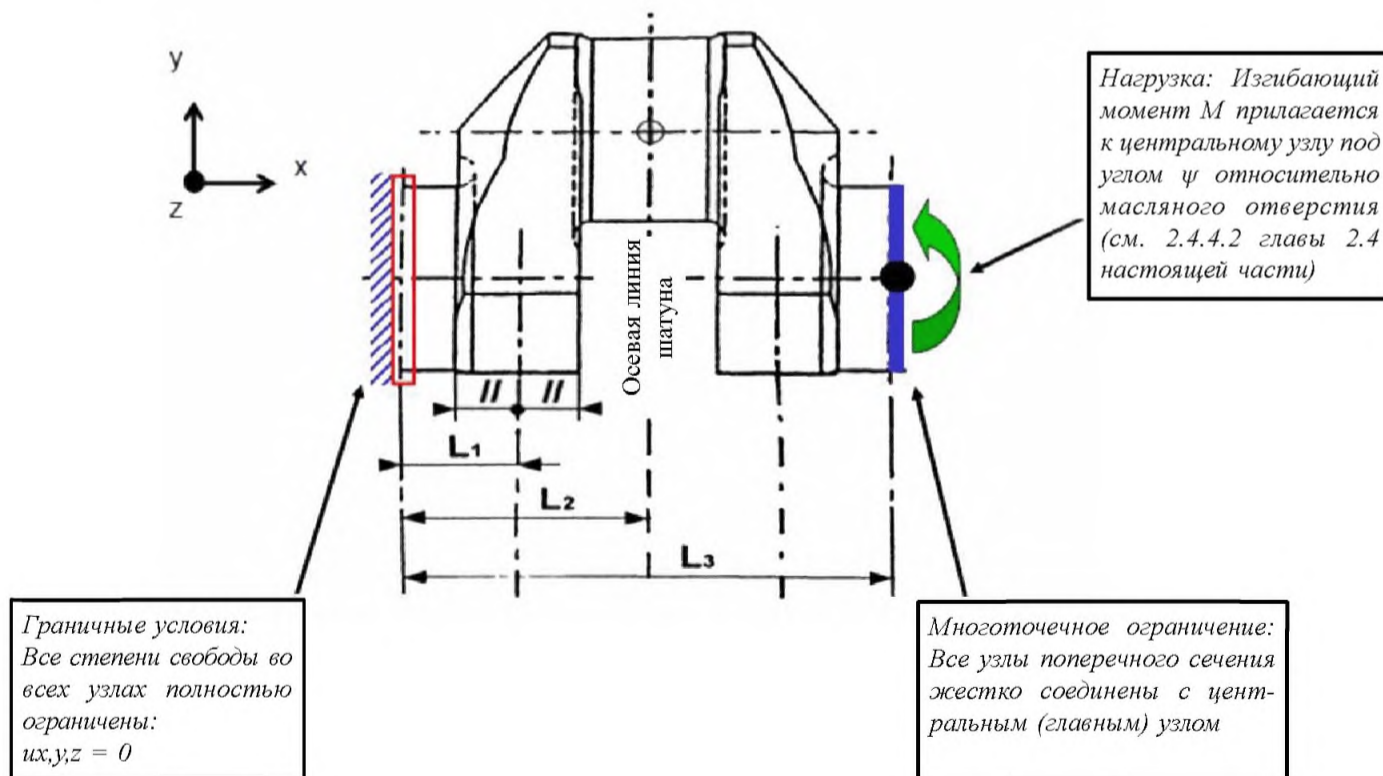 y
x
z
Нагрузка: Изгибающий
момент М прилагается
к центральному узлу под
углом ψ относительно
масляного отверстия
(см. 2.4.4.2 главы 2.4
настоящей части)
Осевая линия
шатуна
L1
L2
L3
Граничные условия:
Все степени свободы во
всех узлах полностью
ограничены:
ux,y,z = 0
Многоточечное ограничение:
Все узлы поперечного сечения
жестко соединены с цент-
ральным (главным) узлом